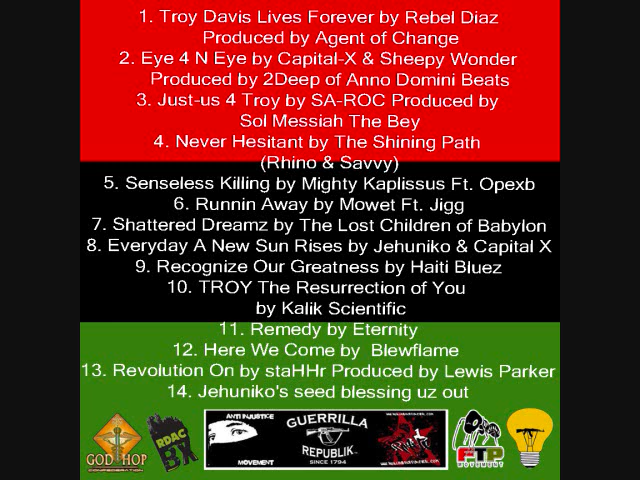 1. Troy Davis Lives Forever by Rebel Diaz
Produced by Agent of Change
2. Eye 4 N Eye by Capital-X & Sheepy Wonder
Produced by 2Deep of Anno Domini Beats
3. Just-us 4 Troy by SA-ROC Produced by
Sol Messiah The Bey
4. Never Hesitant by The Shining Path
(Rhino & Savvy)
5. Senseless Killing by Mighty Kaplissus Ft. Opexb
6. Runnin Away by Mowet Ft. Jigg
7. Shattered Dreamz by The Lost Children of Babylon
8. Everyday A New Sun Rises by Jehuniko & Capital X
9. Recognize Our Greatness by Haiti Bluez
10. TROY The Resurrection of You
by Kalik Scientific
11. Remedy by Eternity
12. Here We Come by Blewflame
13. Revolution On by staHHr Produced by Lewis Parker
14. Jehuniko's seed blessing uz out
GOD HOP
CONFEDERATION
RDAC
BX
ANTI INJUSTICE
MOVEMENT
GUERRILLA
REPUBLIK
SINCE 1794
FTP
MOVEMENT